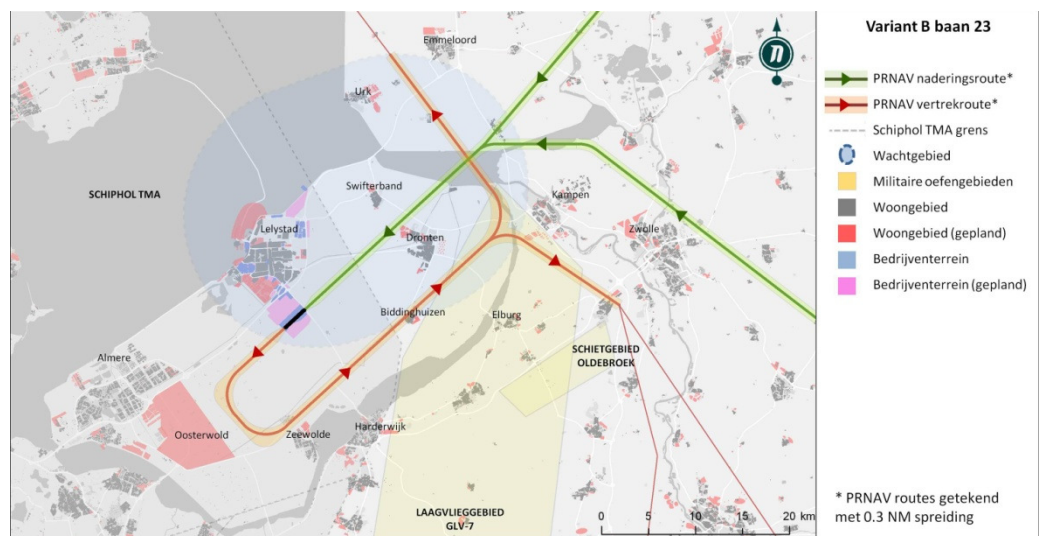 Emmeloord
Urk
SCHIPHOL TMA
Swifterband
Kampen
Lelystad
Dronten
Zwolle
Biddinghuizen
Elburg
SCHIETGEBIED
OLDEBROEK
Almere
Oosterwold
Zeewolde
Harderwijk
LAAGVLIEGGEBIED
GLV-7
0 5 10 15 20 km
Variant B baan 23
N
PRNAV naderingsroute*
PRNAV vertrekroute*
Schiphol TMA grens
Wachtgebied
Militaire oefengebieden
Woongebied
Woongebied (gepland)
Bedrijventerrein
Bedrijventerrein (gepland)
* PRNAV routes getekend
met 0.3 NM spreiding